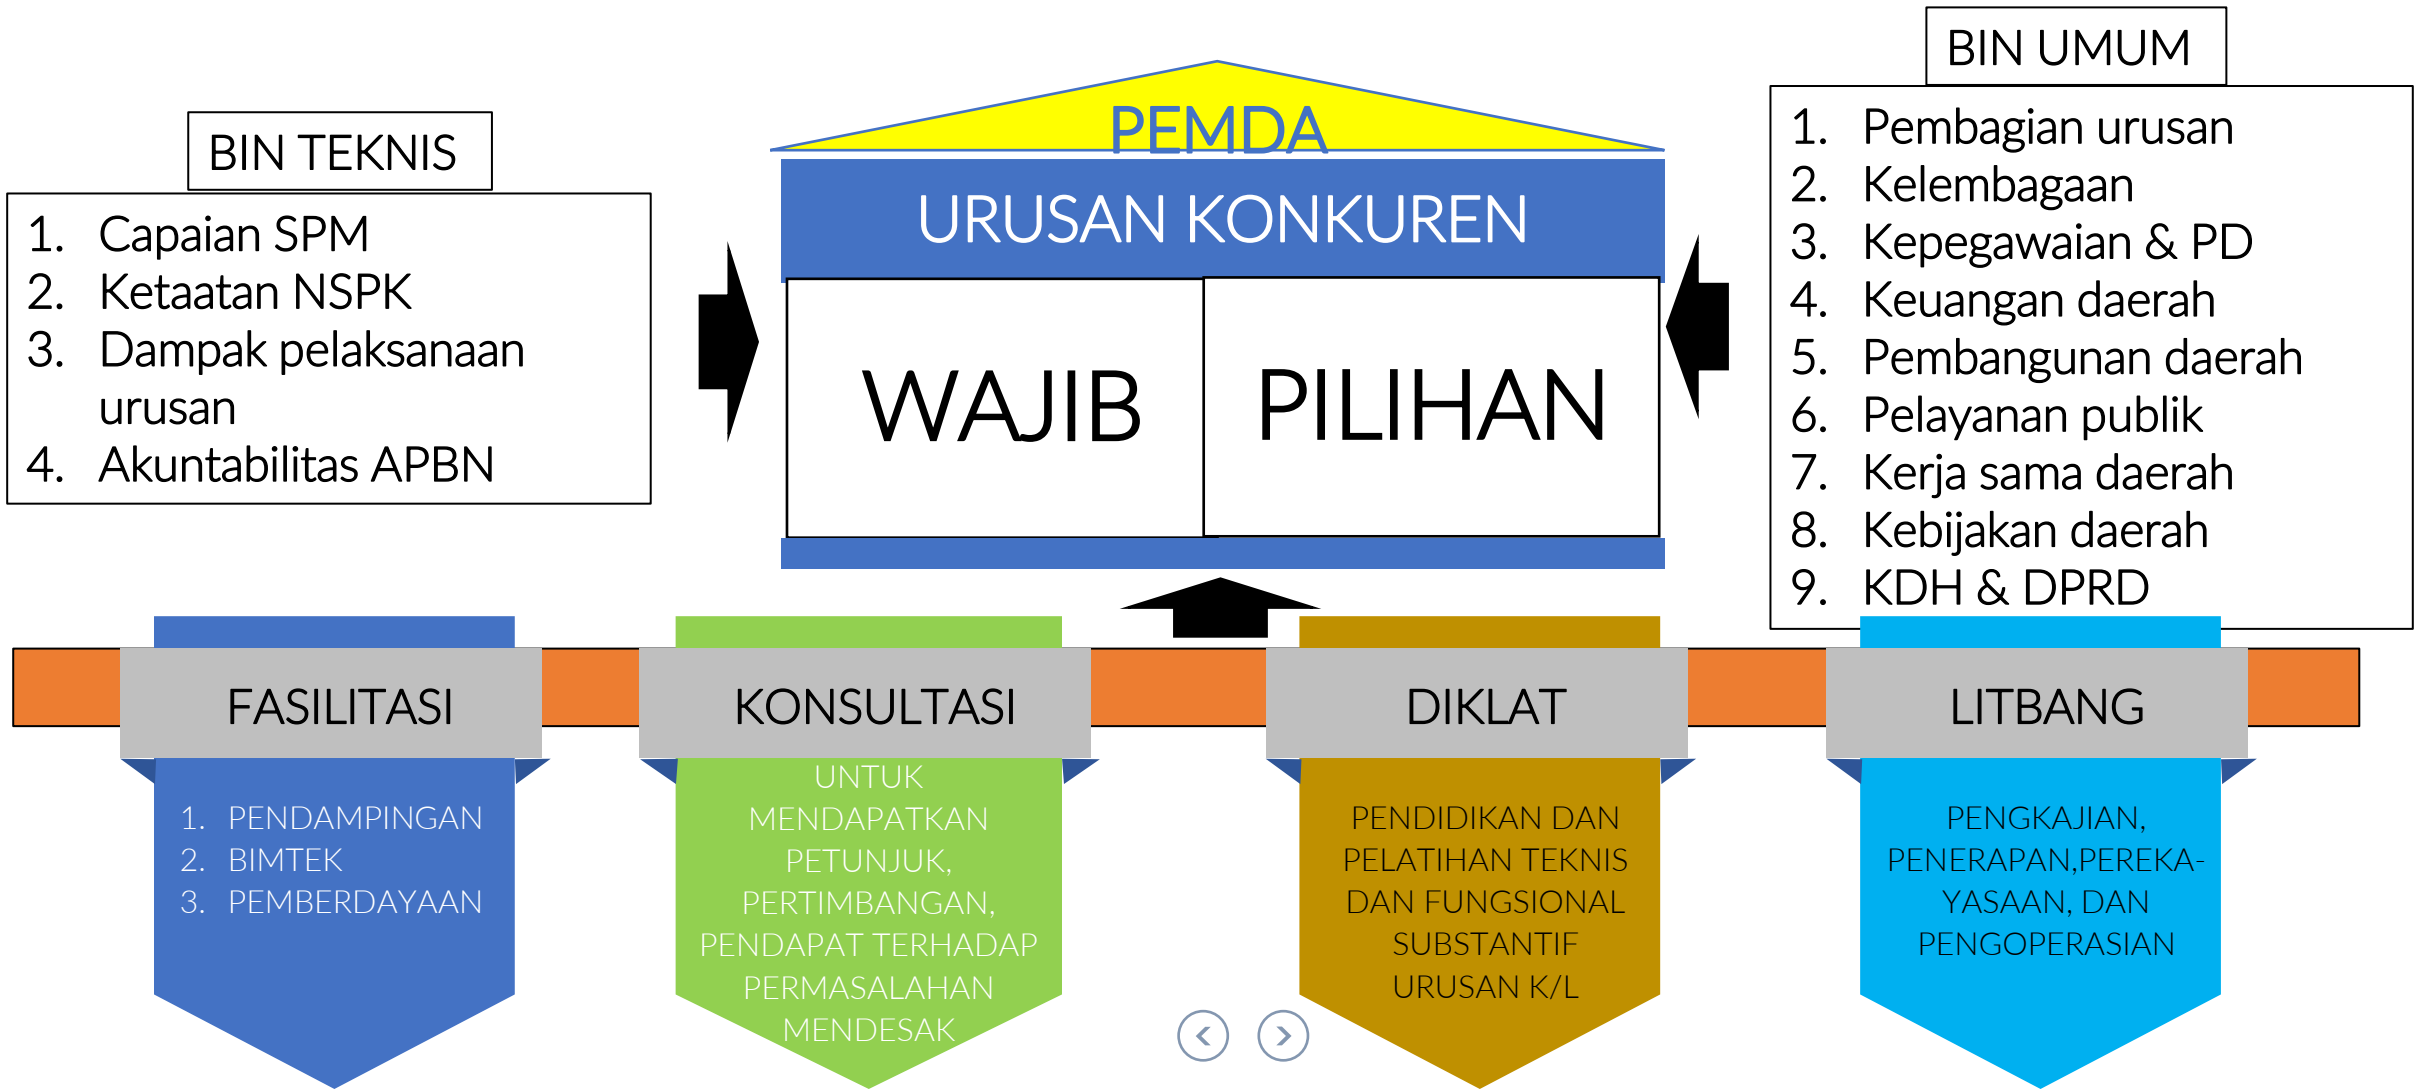 BIN TEKNIS
1. Capaian SPM
2. Ketaatan NSPK
3. Dampak pelaksanaan
urusan
4. Akuntabilitas APBN
PEMDA
URUSAN KONKUREN
WAJIB
PILIHAN
BIN UMUM
1. Pembagian urusan
2. Kelembagaan
3. Kepegawaian & PD
4. Keuangan daerah
5. Pembangunan daerah
6. Pelayanan publik
7. Kerja sama daerah
8. Kebijakan daerah
9. KDH & DPRD
FASILITASI
1. PENDAMPINGAN
2. BIMTEK
3. PEMBERDAYAAN
KONSULTASI
UNTUK
MENDAPATKAN
PETUNJUK,
PERTIMBANGAN,
PENDAPAT TERHADAP
PERMASALAHAN
MENDESAK
DIKLAT
PENDIDIKAN DAN
PELATIHAN TEKNIS
DAN FUNGSIONAL
SUBSTANTIF
URUSAN K/L
LITBANG
PENGKAJIAN,
PENERAPAN,PEREKA-
YASAAN, DAN
PENGOPERASIAN